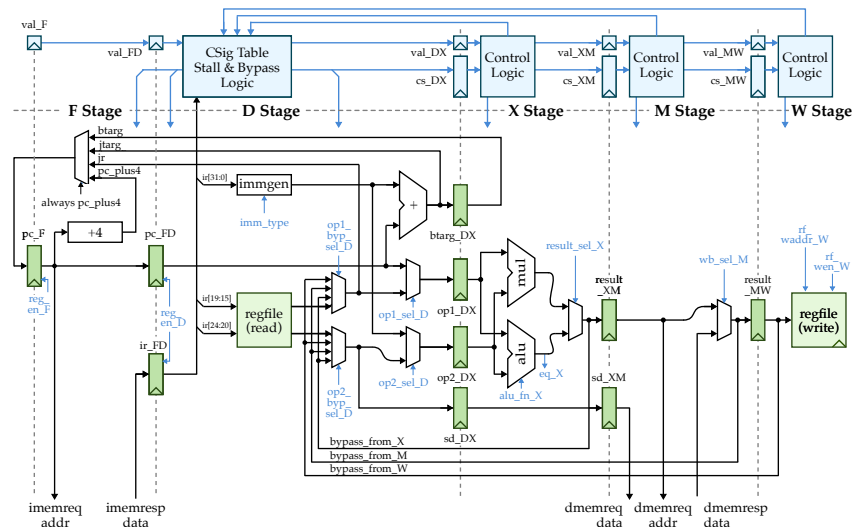 val_F
val_FD
CSig Table
Stall & Bypass
Logic
val_DX
cs_DX
Control
Logic
val_XM
cs_XM
Control
Logic
val_MW
cs_MW
Control
Logic
F Stage
D Stage
X Stage
M Stage
W Stage
btarg
jtarg
jr
pc_plus4
always pc_plus4
ir[31:0]
immgen
imm_type
+
btarg_DX
pc_F
+4
pc_FD
reg_
en_F
reg_
en_D
op1_
byp_
sel_D
ir[19:15]
ir[24:20]
regfile
(read)
op1_sel_D
op1_DX
mul
result_sel_X
result
_XM
wb_sel_M
result
_MW
rf_
waddr_W
rf_
wen_W
regfile
(write)
ir_FD
op2_
byp_
sel_D
op2_sel_D
op2_DX
alu
eq_X
alu_fn_X
sd_XM
sd_DX
bypass_from_X
bypass_from_M
bypass_from_W
imemreq
addr
imemresp
data
dmemreq
data
dmemreq
addr
dmemresp
data